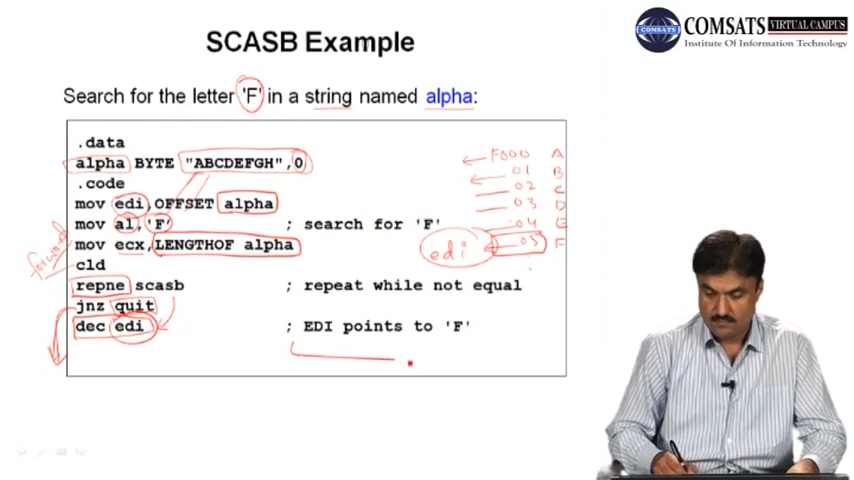 SCASB Example
COMSATS VIRTUAL CAMPUS
Institute Of Information Technology
COMSATS
Search for the letter 'F' in a string named alpha:
.data
alpha BYTE "ABCDEFGH",0
.code
mov edi,OFFSET alpha
mov al,'F' ; search for 'F'
mov ecx,LENGTHOF alpha
cld
repne scasb ; repeat while not equal
jnz quit
dec edi ; EDI points to 'F'
forward
F000 A
01 B
02 C
03 D
04 E
05 F
edi